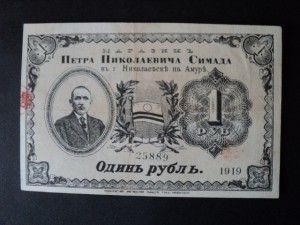 МАГАЗИНЪ
ПЕТРА НИКОЛАЕВИЧА СИМАДА
въ г. Николаевскѣ на Амурѣ.
1
РУБ
25889
Одинъ рубль.
1919